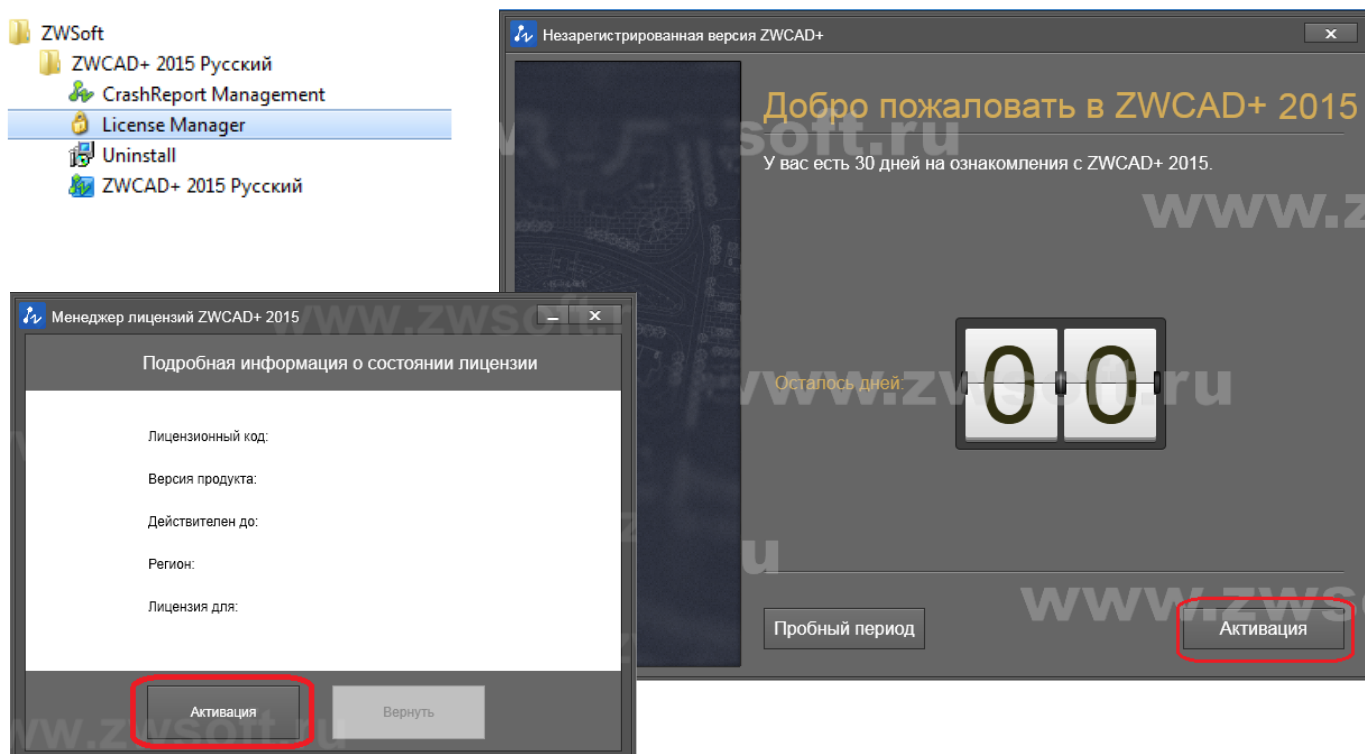 ZWSoft
ZWCAD+ 2015 Русский
CrashReport Management
License Manager
Uninstall
ZWCAD+ 2015 Русский
Незарегистрированная версия ZWCAD+
Добро пожаловать в ZWCAD+ 2015
У вас есть 30 дней на ознакомления с ZWCAD+ 2015.
Осталось дней:
00
Пробный период
Активация
Менеджер лицензий ZWCAD+ 2015
Подробная информация о состоянии лицензии
Лицензионный код:
Версия продукта:
Действителен до:
Регион:
Лицензия для:
Активация
Вернуть
www.zwsoft.ru